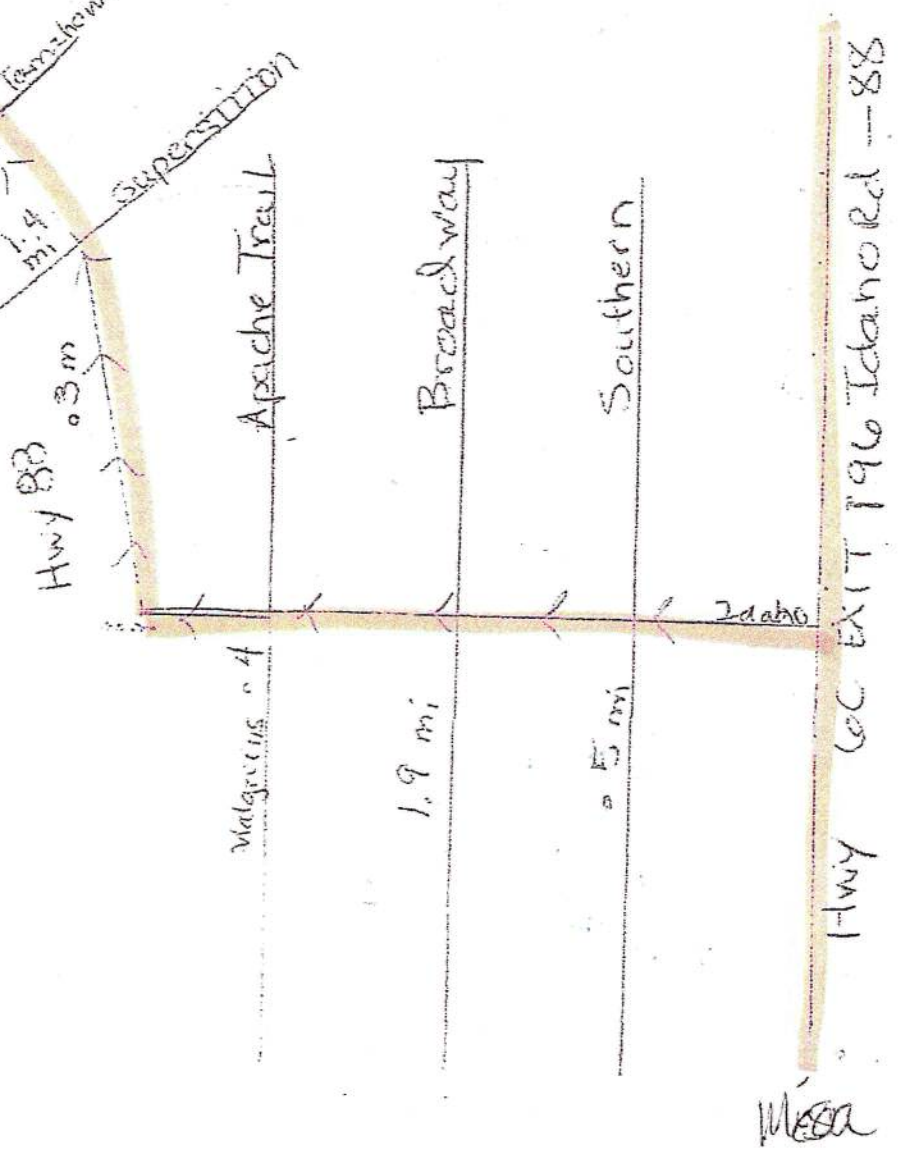 Superstition
1.4
mi
.3 m
Hwy 88
Apache Trail
Walgreens .4
Broadway
1.9 mi
Southern
.5 mi
Idaho
Hwy 60 EXIT 196 Idaho Rd - 88
Mesa